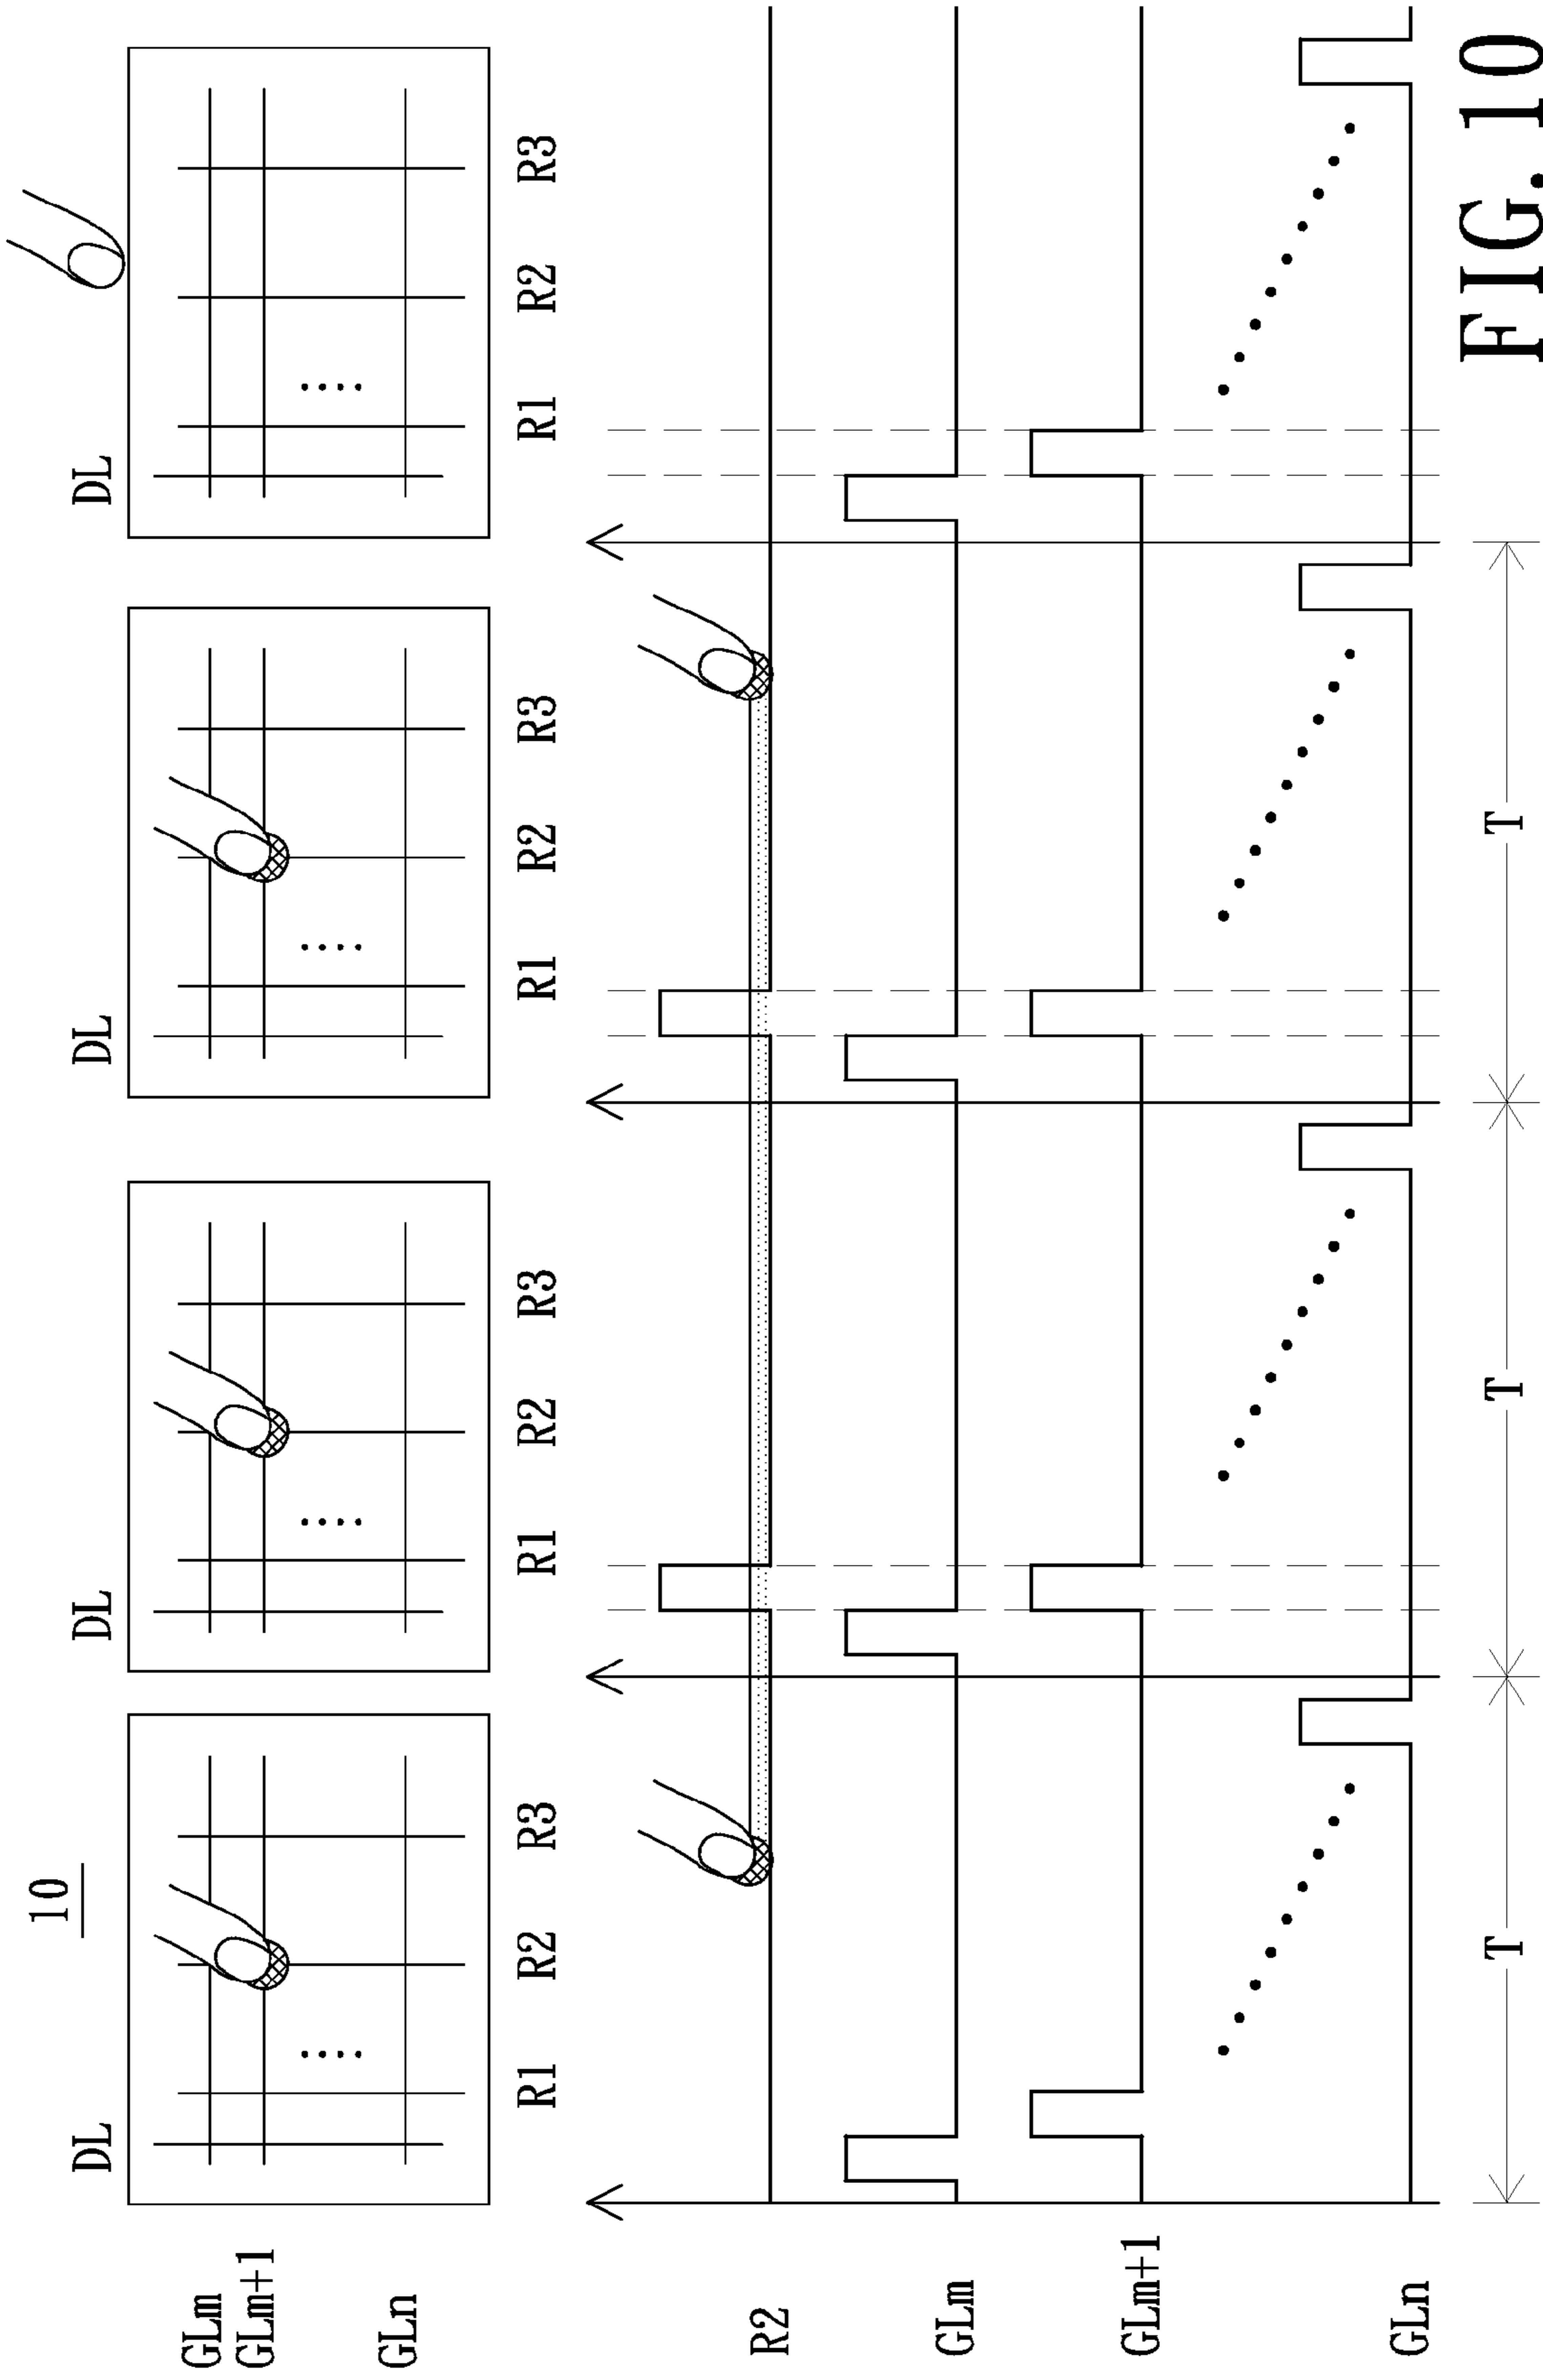 10
DL DL DL DL
GLm
GLm+1
GLn
R1 R2 R3 R1 R2 R3 R1 R2 R3 R1 R2 R3
R2
GLm
GLm+1
GLn
T T T
FIG. 10